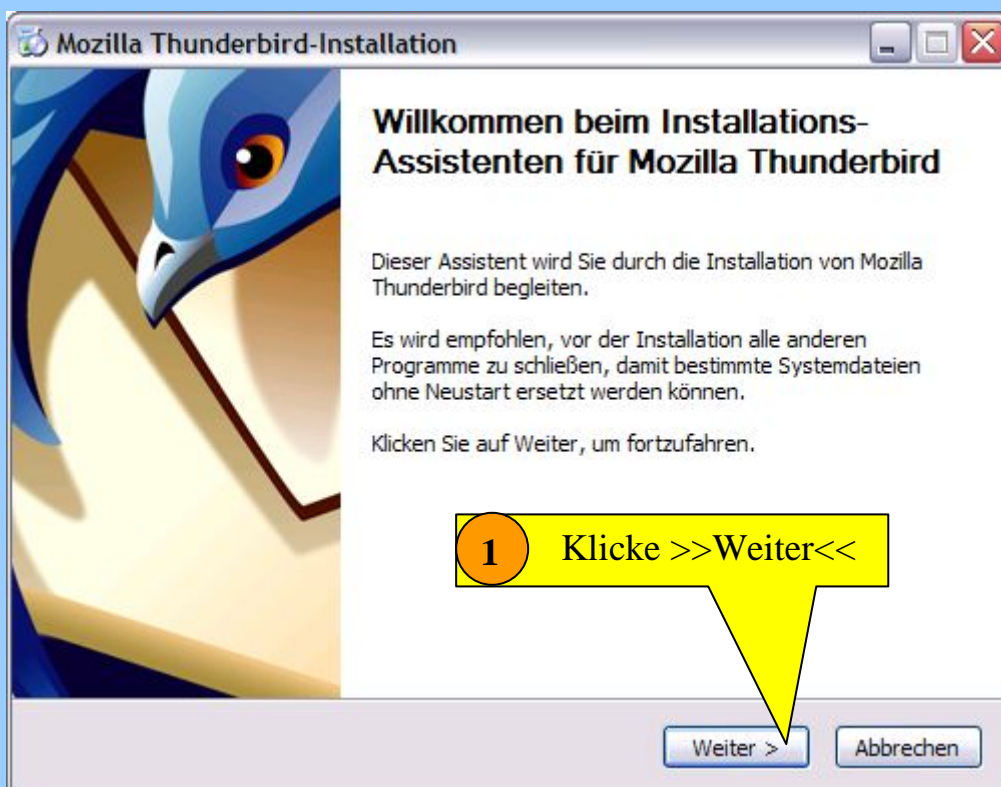 Mozilla Thunderbird-Installation
Willkommen beim Installations-
Assistenten für Mozilla Thunderbird
Dieser Assistent wird Sie durch die Installation von Mozilla
Thunderbird begleiten.
Es wird empfohlen, vor der Installation alle anderen
Programme zu schließen, damit bestimmte Systemdateien
ohne Neustart ersetzt werden können.
Klicken Sie auf Weiter, um fortzufahren.
1 Klicke >>Weiter<<
Weiter > Abbrechen